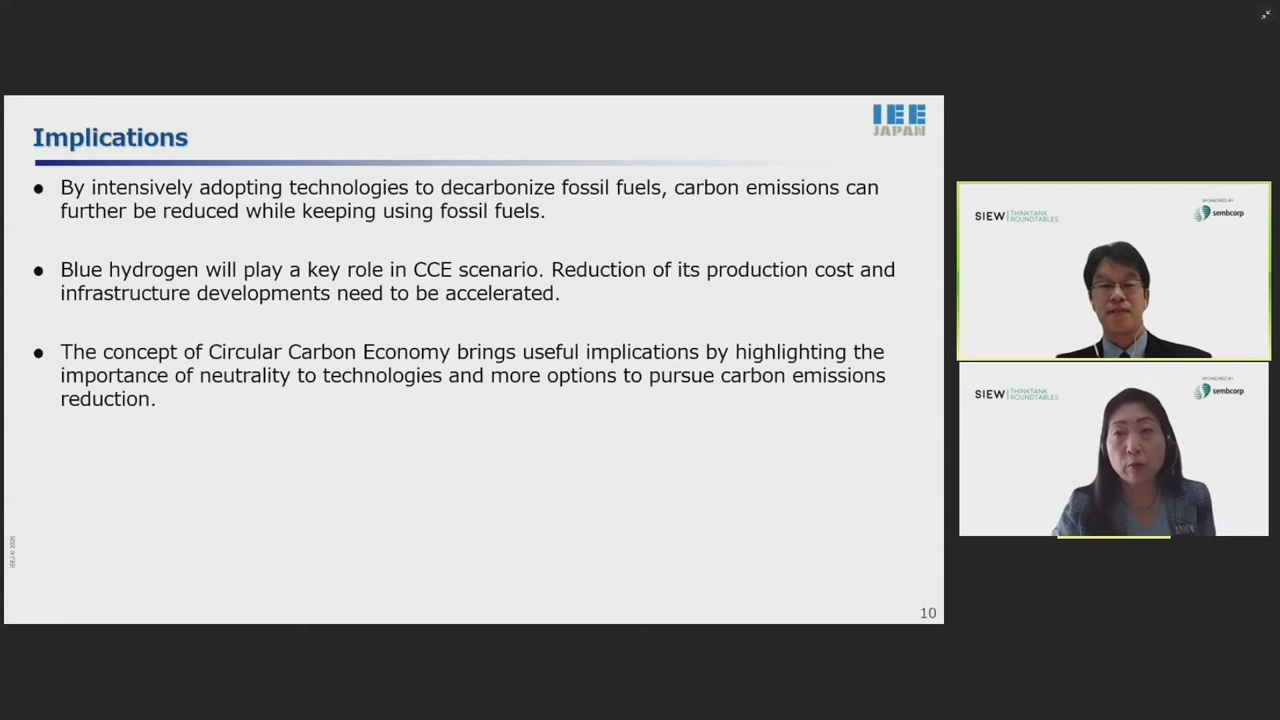 Implications
IEE
JAPAN
● By intensively adopting technologies to decarbonize fossil fuels, carbon emissions can
further be reduced while keeping using fossil fuels.
● Blue hydrogen will play a key role in CCE scenario. Reduction of its production cost and
infrastructure developments need to be accelerated.
● The concept of Circular Carbon Economy brings useful implications by highlighting the
importance of neutrality to technologies and more options to pursue carbon emissions
reduction.
IEEJ © 2020
10
SIEW THINKTANK
ROUNDTABLES
SPONSORED BY
sembcorp
SIEW THINKTANK
ROUNDTABLES
SPONSORED BY
sembcorp